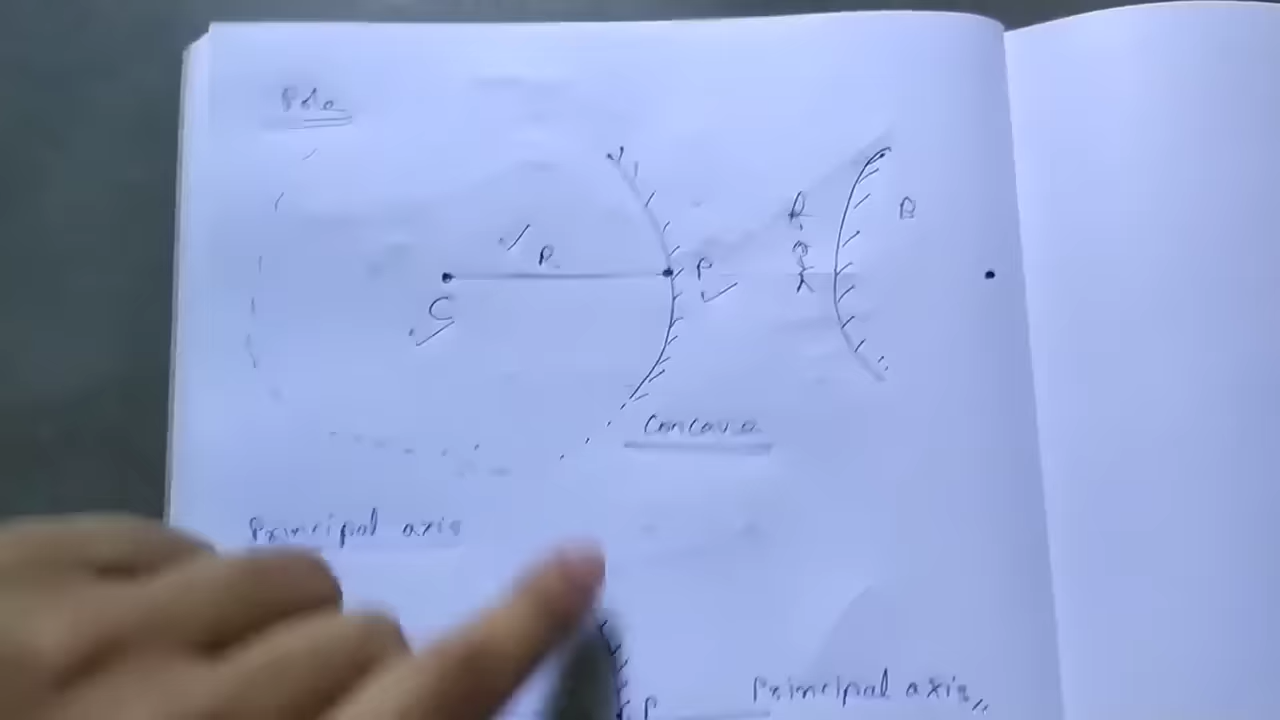 Pole
R
P
C
B
Concave
Principal axis
Principal axis,,
P